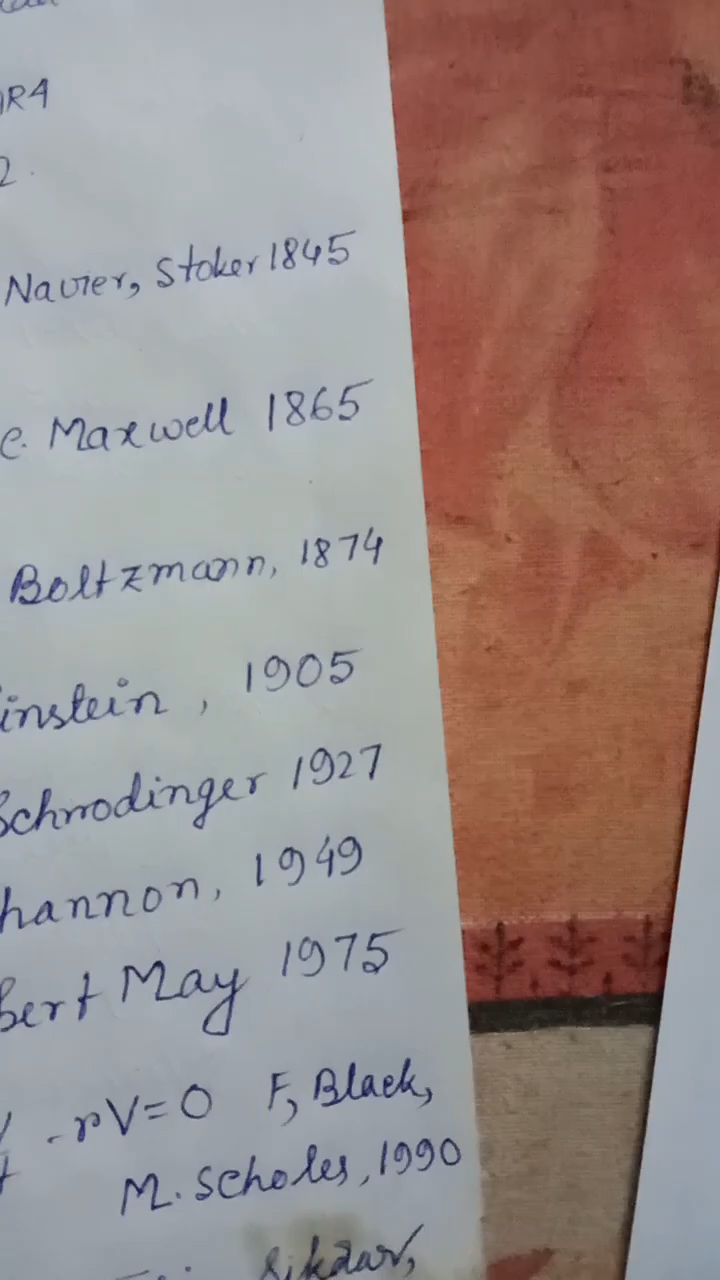 R4
2.
Navier, Stoker 1845
e. Maxwell 1865
Boltzmann, 1874
instein, 1905
Schrodinger 1927
hannon, 1949
bert May 1975
-rV=0 F, Black,
M. Scholes, 1990
Sikdar,